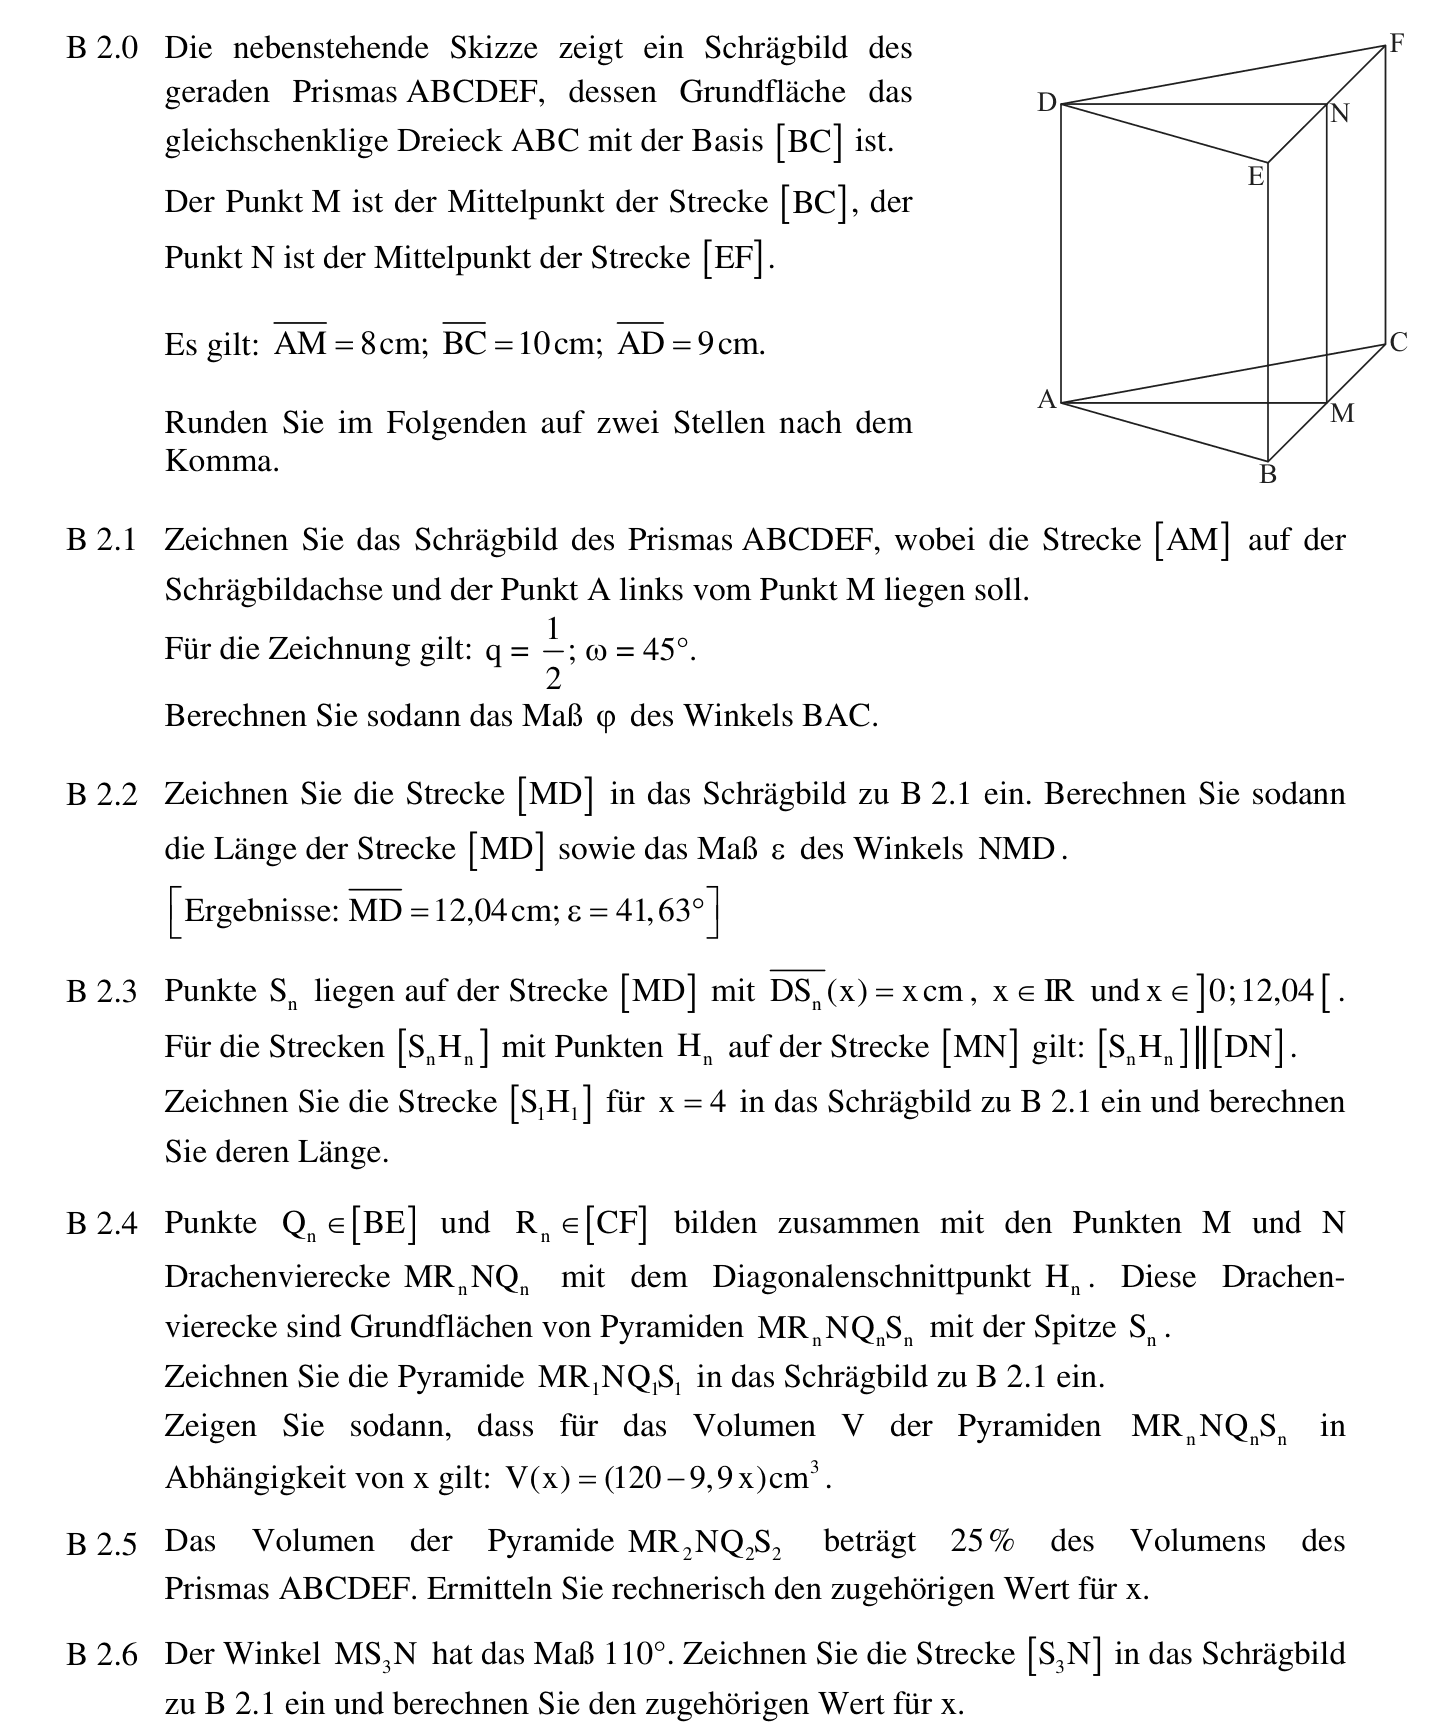 B 2.0 Die nebenstehende Skizze zeigt ein Schrägbild des
geraden Prismas ABCDEF, dessen Grundfläche das
gleichschenklige Dreieck ABC mit der Basis [BC] ist.
Der Punkt M ist der Mittelpunkt der Strecke [BC], der
Punkt N ist der Mittelpunkt der Strecke [EF].
Es gilt: A̅M̅ = 8 cm; B̅C̅ = 10 cm; A̅D̅ = 9 cm.
Runden Sie im Folgenden auf zwei Stellen nach dem
Komma.
F
D
N
E
C
A
M
B
B 2.1 Zeichnen Sie das Schrägbild des Prismas ABCDEF, wobei die Strecke [AM] auf der
Schrägbildachse und der Punkt A links vom Punkt M liegen soll.
Für die Zeichnung gilt: q = 1/2; ω = 45°.
Berechnen Sie sodann das Maß φ des Winkels BAC.
B 2.2 Zeichnen Sie die Strecke [MD] in das Schrägbild zu B 2.1 ein. Berechnen Sie sodann
die Länge der Strecke [MD] sowie das Maß ε des Winkels NMD.
[Ergebnisse: M̅D̅ = 12,04 cm; ε = 41,63°]
B 2.3 Punkte Sₙ liegen auf der Strecke [MD] mit D̅S̅ₙ̅(x) = x cm, x ∈ ℝ und x ∈ ]0;12,04[.
Für die Strecken [SₙHₙ] mit Punkten Hₙ auf der Strecke [MN] gilt: [SₙHₙ]∥[DN].
Zeichnen Sie die Strecke [S₁H₁] für x = 4 in das Schrägbild zu B 2.1 ein und berechnen
Sie deren Länge.
B 2.4 Punkte Qₙ ∈ [BE] und Rₙ ∈ [CF] bilden zusammen mit den Punkten M und N
Drachenvierecke MRₙNQₙ mit dem Diagonalenschnittpunkt Hₙ. Diese Drachen-
vierecke sind Grundflächen von Pyramiden MRₙNQₙSₙ mit der Spitze Sₙ.
Zeichnen Sie die Pyramide MR₁NQ₁S₁ in das Schrägbild zu B 2.1 ein.
Zeigen Sie sodann, dass für das Volumen V der Pyramiden MRₙNQₙSₙ in
Abhängigkeit von x gilt: V(x) = (120 − 9,9x) cm³.
B 2.5 Das Volumen der Pyramide MR₂NQ₂S₂ beträgt 25 % des Volumens des
Prismas ABCDEF. Ermitteln Sie rechnerisch den zugehörigen Wert für x.
B 2.6 Der Winkel MS₃N hat das Maß 110°. Zeichnen Sie die Strecke [S₃N] in das Schrägbild
zu B 2.1 ein und berechnen Sie den zugehörigen Wert für x.